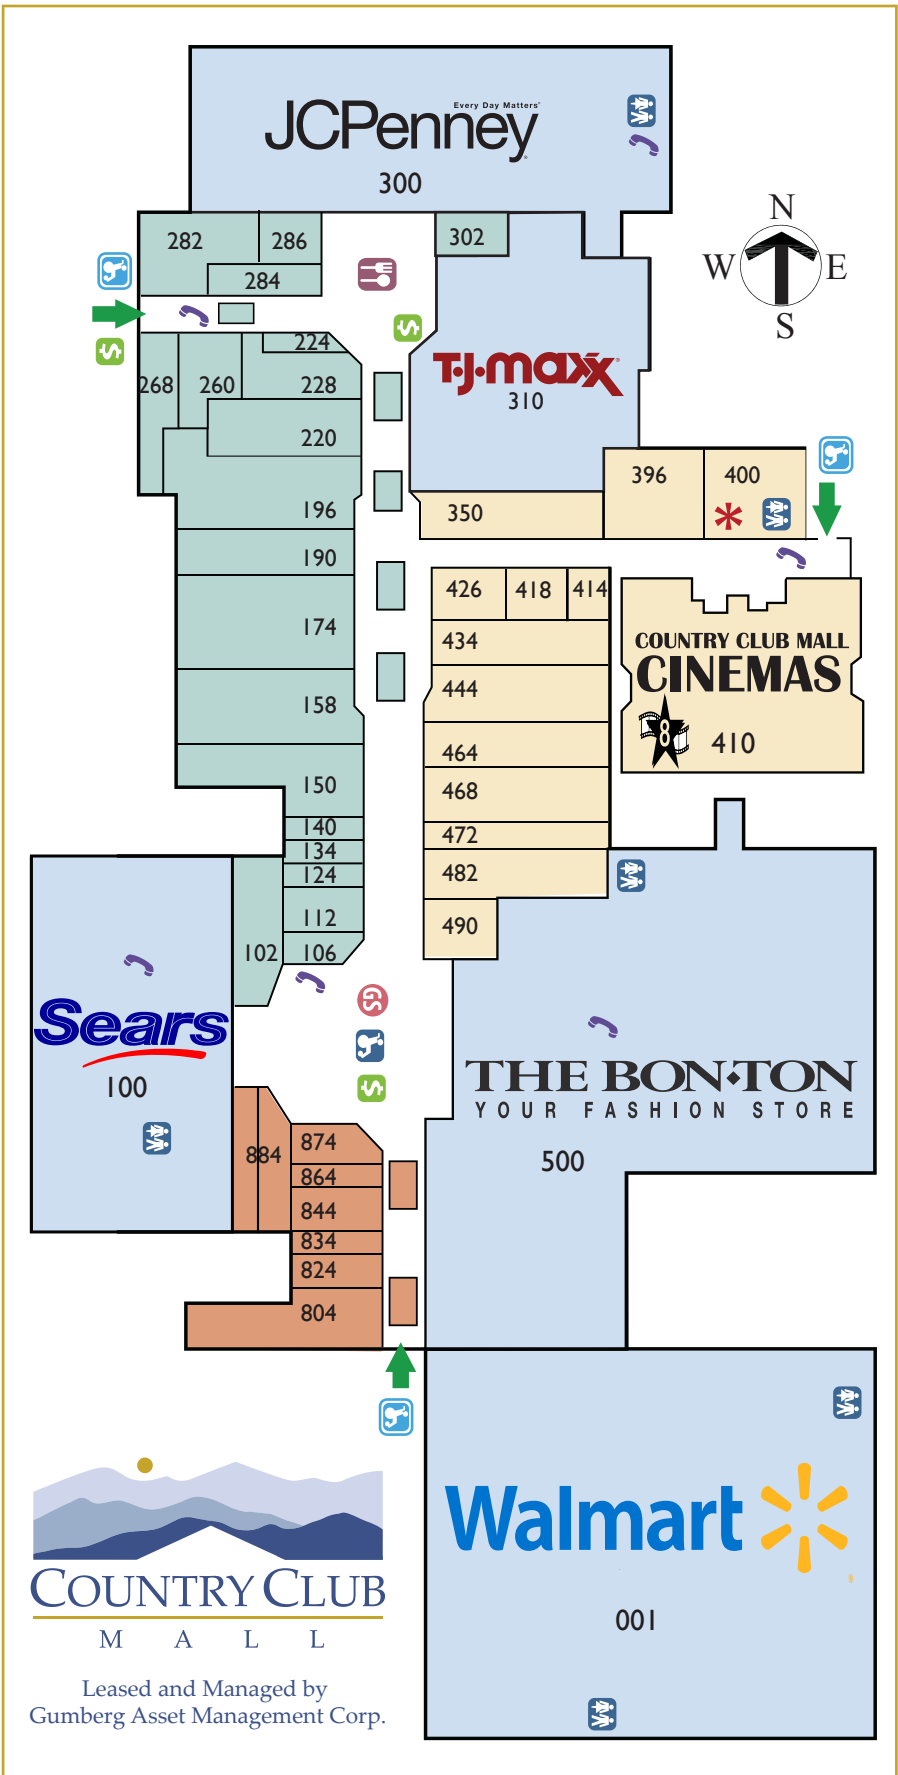 Every Day Matters®
JCPenney®
300
N
W E
S
282 286 302
284
$
$
224
268 260 228
T·J·maxx®
310
220
396 400
*
196 350
190
426 418 414
174 434
COUNTRY CLUB MALL
CINEMAS
444
158
8 410
464
150 468
140 472
134
124 482
112 490
102 106
GS
Sears
100
$
THE BON·TON
YOUR FASHION STORE
500
884 874
864
844
834
824
804
Walmart
001
COUNTRY CLUB
MALL
Leased and Managed by
Gumberg Asset Management Corp.